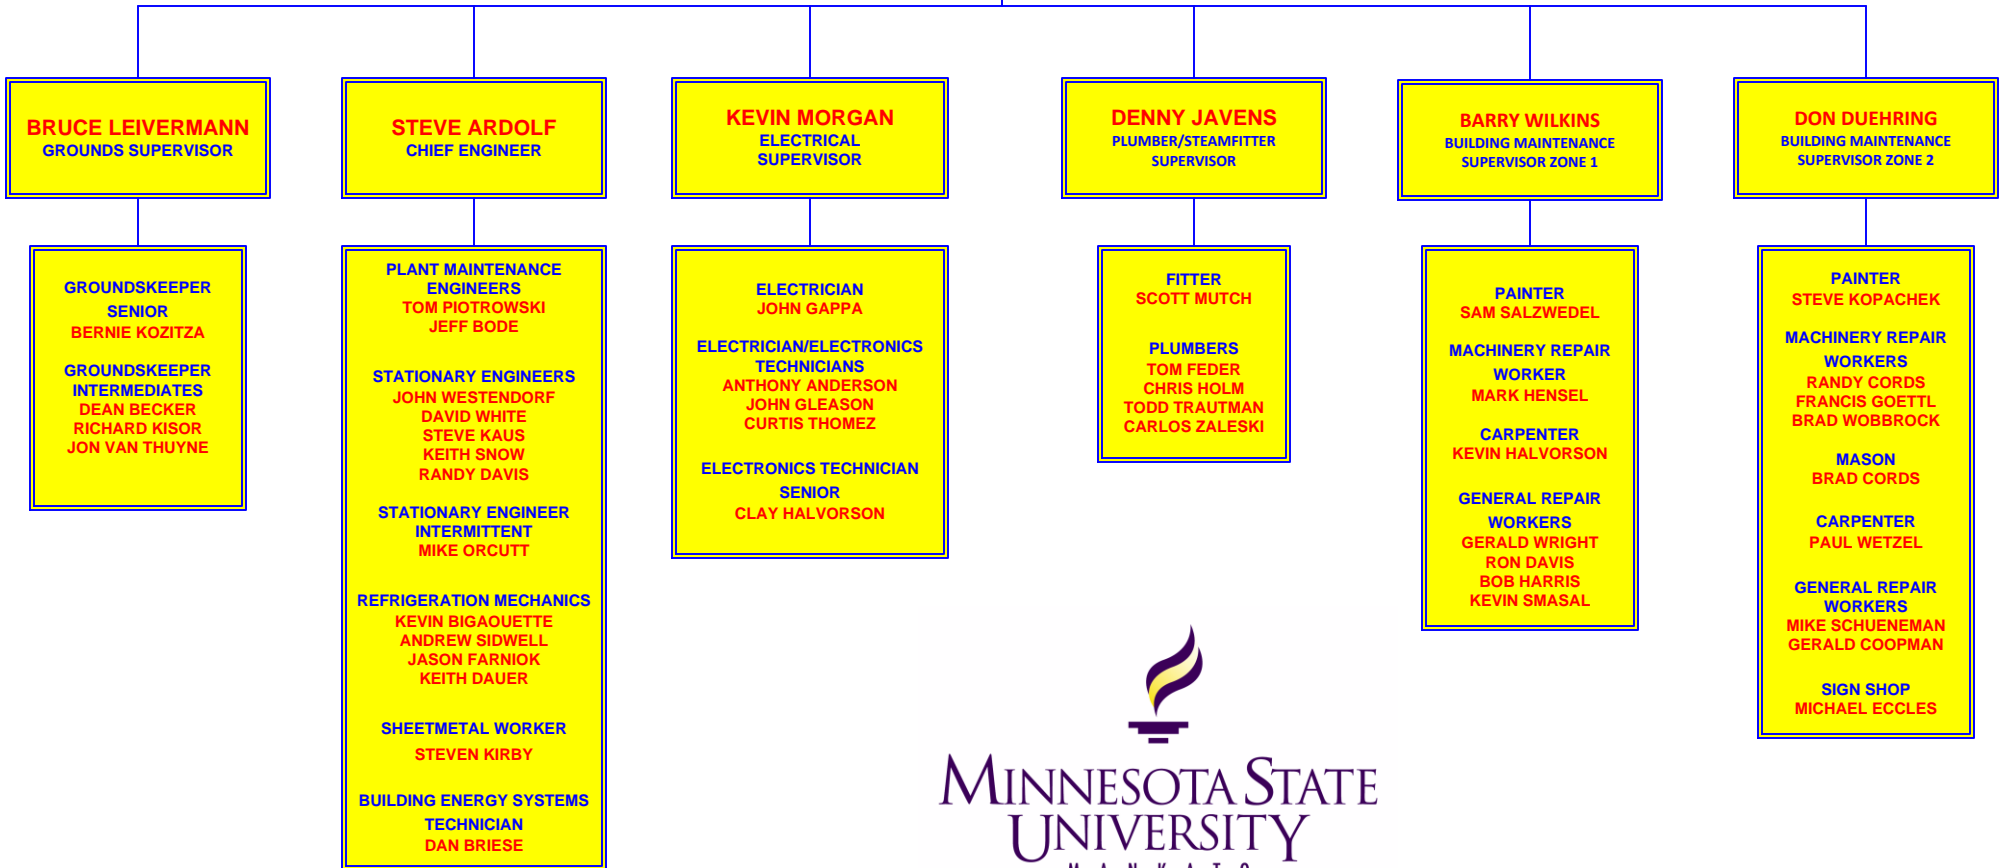 BRUCE LEIVERMANN
GROUNDS SUPERVISOR
STEVE ARDOLF
CHIEF ENGINEER
KEVIN MORGAN
ELECTRICAL
SUPERVISOR
DENNY JAVENS
PLUMBER/STEAMFITTER
SUPERVISOR
BARRY WILKINS
BUILDING MAINTENANCE
SUPERVISOR ZONE 1
DON DUEHRING
BUILDING MAINTENANCE
SUPERVISOR ZONE 2
GROUNDSKEEPER
SENIOR
BERNIE KOZITZA
GROUNDSKEEPER
INTERMEDIATES
DEAN BECKER
RICHARD KISOR
JON VAN THUYNE
PLANT MAINTENANCE
ENGINEERS
TOM PIOTROWSKI
JEFF BODE
STATIONARY ENGINEERS
JOHN WESTENDORF
DAVID WHITE
STEVE KAUS
KEITH SNOW
RANDY DAVIS
STATIONARY ENGINEER
INTERMITTENT
MIKE ORCUTT
REFRIGERATION MECHANICS
KEVIN BIGAOUETTE
ANDREW SIDWELL
JASON FARNIOK
KEITH DAUER
SHEETMETAL WORKER
STEVEN KIRBY
BUILDING ENERGY SYSTEMS
TECHNICIAN
DAN BRIESE
ELECTRICIAN
JOHN GAPPA
ELECTRICIAN/ELECTRONICS
TECHNICIANS
ANTHONY ANDERSON
JOHN GLEASON
CURTIS THOMEZ
ELECTRONICS TECHNICIAN
SENIOR
CLAY HALVORSON
FITTER
SCOTT MUTCH
PLUMBERS
TOM FEDER
CHRIS HOLM
TODD TRAUTMAN
CARLOS ZALESKI
PAINTER
SAM SALZWEDEL
MACHINERY REPAIR
WORKER
MARK HENSEL
CARPENTER
KEVIN HALVORSON
GENERAL REPAIR
WORKERS
GERALD WRIGHT
RON DAVIS
BOB HARRIS
KEVIN SMASAL
PAINTER
STEVE KOPACHEK
MACHINERY REPAIR
WORKERS
RANDY CORDS
FRANCIS GOETTL
BRAD WOBBROCK
MASON
BRAD CORDS
CARPENTER
PAUL WETZEL
GENERAL REPAIR
WORKERS
MIKE SCHUENEMAN
GERALD COOPMAN
SIGN SHOP
MICHAEL ECCLES
MINNESOTA STATE
UNIVERSITY
MANKATO